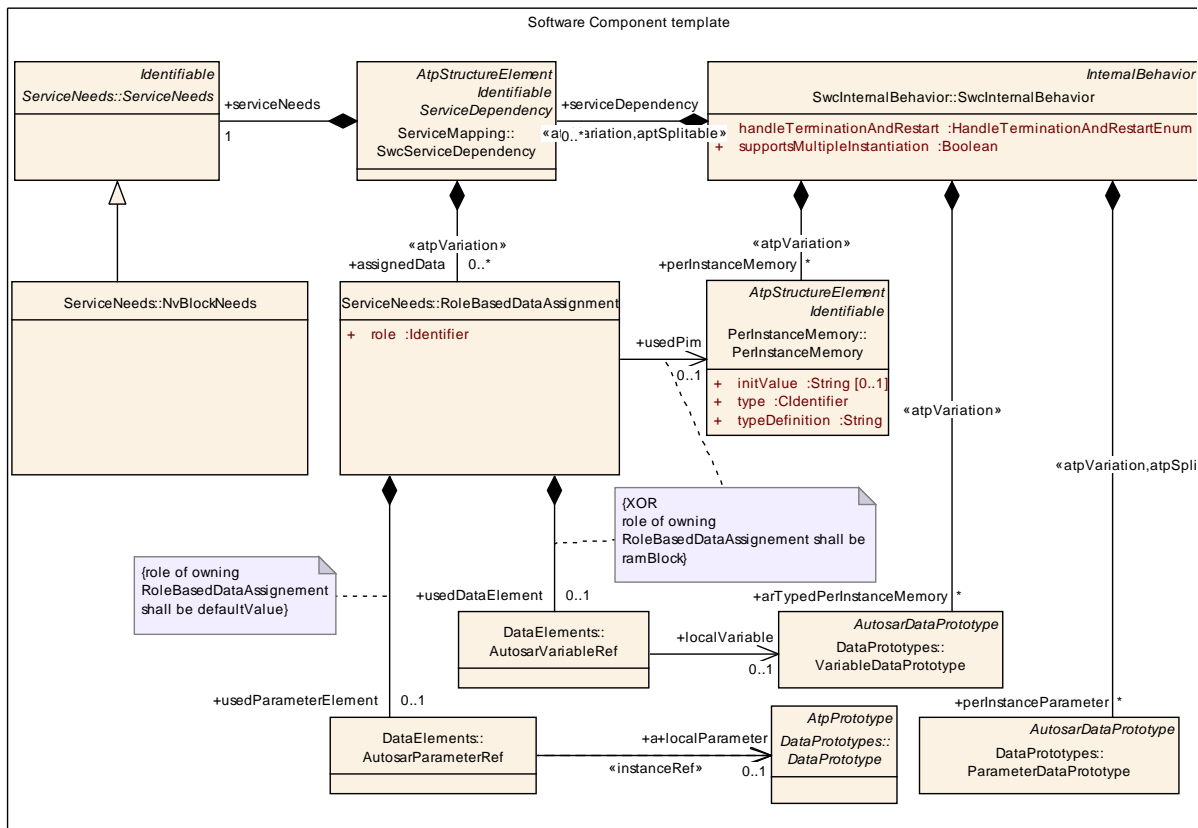 Software Component template
Identifiable
ServiceNeeds::ServiceNeeds
+serviceNeeds
1
AtpStructureElement
Identifiable
ServiceDependency
ServiceMapping::
SwcServiceDependency
+serviceDependency
0..*
InternalBehavior
SwcInternalBehavior::SwcInternalBehavior
+ handleTerminationAndRestart :HandleTerminationAndRestartEnum
+ supportsMultipleInstantiation :Boolean
«atpVariation»
+assignedData 0..*
«atpVariation»
+perInstanceMemory *
ServiceNeeds::NvBlockNeeds
ServiceNeeds::RoleBasedDataAssignment
+ role :Identifier
+usedPim
0..1
AtpStructureElement
Identifiable
PerInstanceMemory::
PerInstanceMemory
+ initValue :String [0..1]
+ type :CIdentifier
+ typeDefinition :String
«atpVariation»
«atpVariation,atpSpli
{XOR
role of owning
RoleBasedDataAssignement shall be
ramBlock}
{role of owning
RoleBasedDataAssignement
shall be defaultValue}
+usedDataElement 0..1
+arTypedPerInstanceMemory *
DataElements::
AutosarVariableRef
+localVariable
0..1
AutosarDataPrototype
DataPrototypes::
VariableDataPrototype
+usedParameterElement 0..1
+perInstanceParameter *
DataElements::
AutosarParameterRef
+localParameter
«instanceRef»
0..1
AtpPrototype
DataPrototypes::
DataPrototype
AutosarDataPrototype
DataPrototypes::
ParameterDataPrototype